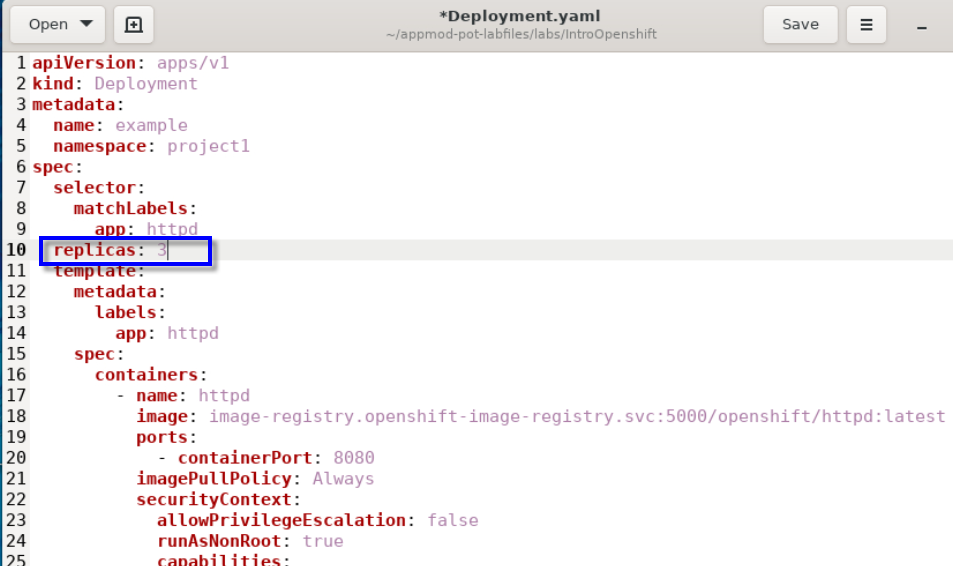 Open
*Deployment.yaml
~/appmod-pot-labfiles/labs/IntroOpenshift
Save
1 apiVersion: apps/v1
2 kind: Deployment
3 metadata:
4   name: example
5   namespace: project1
6 spec:
7   selector:
8     matchLabels:
9       app: httpd
10   replicas: 3
11   template:
12     metadata:
13       labels:
14         app: httpd
15     spec:
16       containers:
17         - name: httpd
18           image: image-registry.openshift-image-registry.svc:5000/openshift/httpd:latest
19           ports:
20             - containerPort: 8080
21           imagePullPolicy: Always
22           securityContext:
23             allowPrivilegeEscalation: false
24             runAsNonRoot: true
25             capabilities: